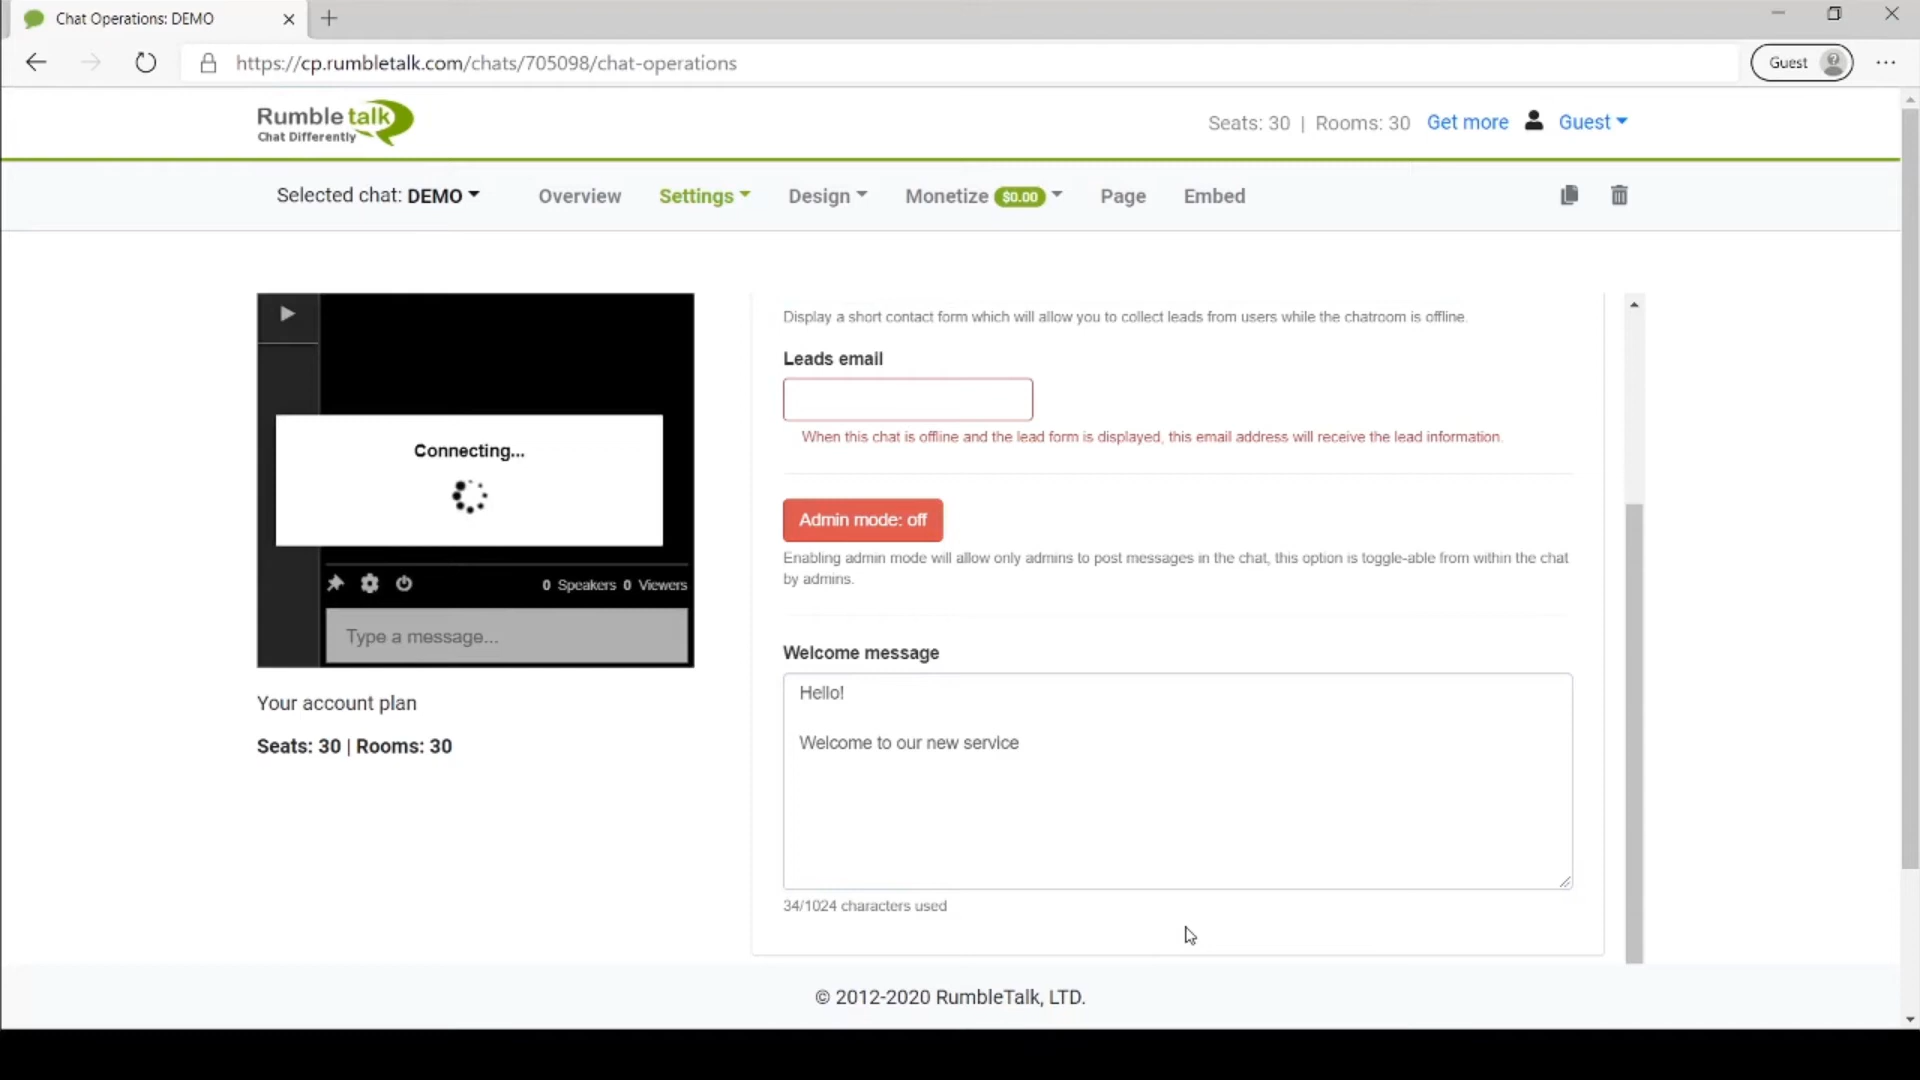 Chat Operations: DEMO
https://cp.rumbletalk.com/chats/705098/chat-operations
Guest
Rumble talk
Chat Differently
Seats: 30 | Rooms: 30 Get more Guest
Selected chat: DEMO Overview Settings Design Monetize $0.00 Page Embed
Display a short contact form which will allow you to collect leads from users while the chatroom is offline.
Leads email
When this chat is offline and the lead form is displayed, this email address will receive the lead information.
Connecting...
Admin mode: off
Enabling admin mode will allow only admins to post messages in the chat, this option is toggle-able from within the chat
by admins.
0 Speakers 0 Viewers
Type a message...
Your account plan
Seats: 30 | Rooms: 30
Welcome message
Hello!
Welcome to our new service
34/1024 characters used
© 2012-2020 RumbleTalk, LTD.